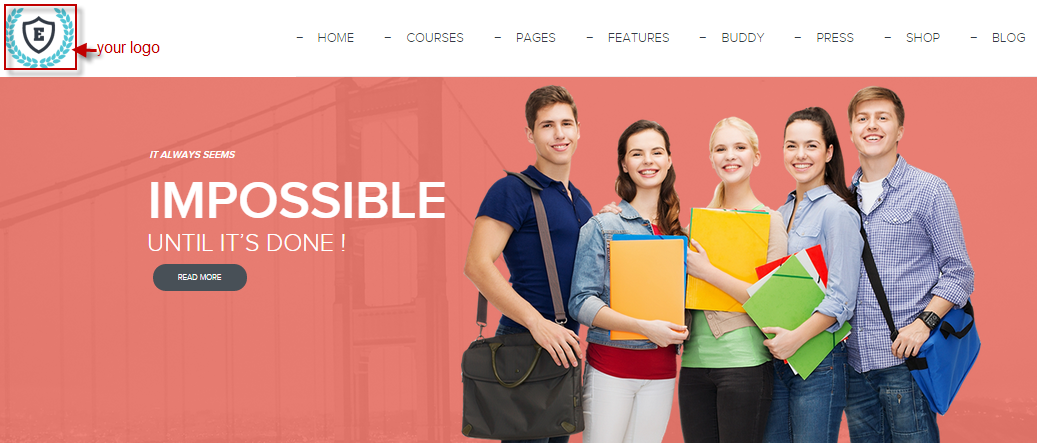 E
your logo
– HOME – COURSES – PAGES – FEATURES – BUDDY – PRESS – SHOP – BLOG
IT ALWAYS SEEMS
IMPOSSIBLE
UNTIL IT'S DONE !
READ MORE